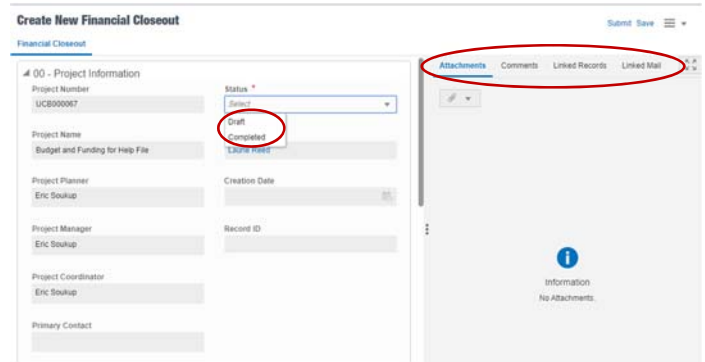 Create New Financial Closeout
Submit Save
Financial Closeout
00 - Project Information
Project Number
UCB000067
Project Name
Budget and Funding for Help File
Project Planner
Eric Soukup
Project Manager
Eric Soukup
Project Coordinator
Eric Soukup
Primary Contact
Status *
Select
Draft
Completed
Laurie Reed
Creation Date
Record ID
Attachments Comments Linked Records Linked Mail
Information
No Attachments.